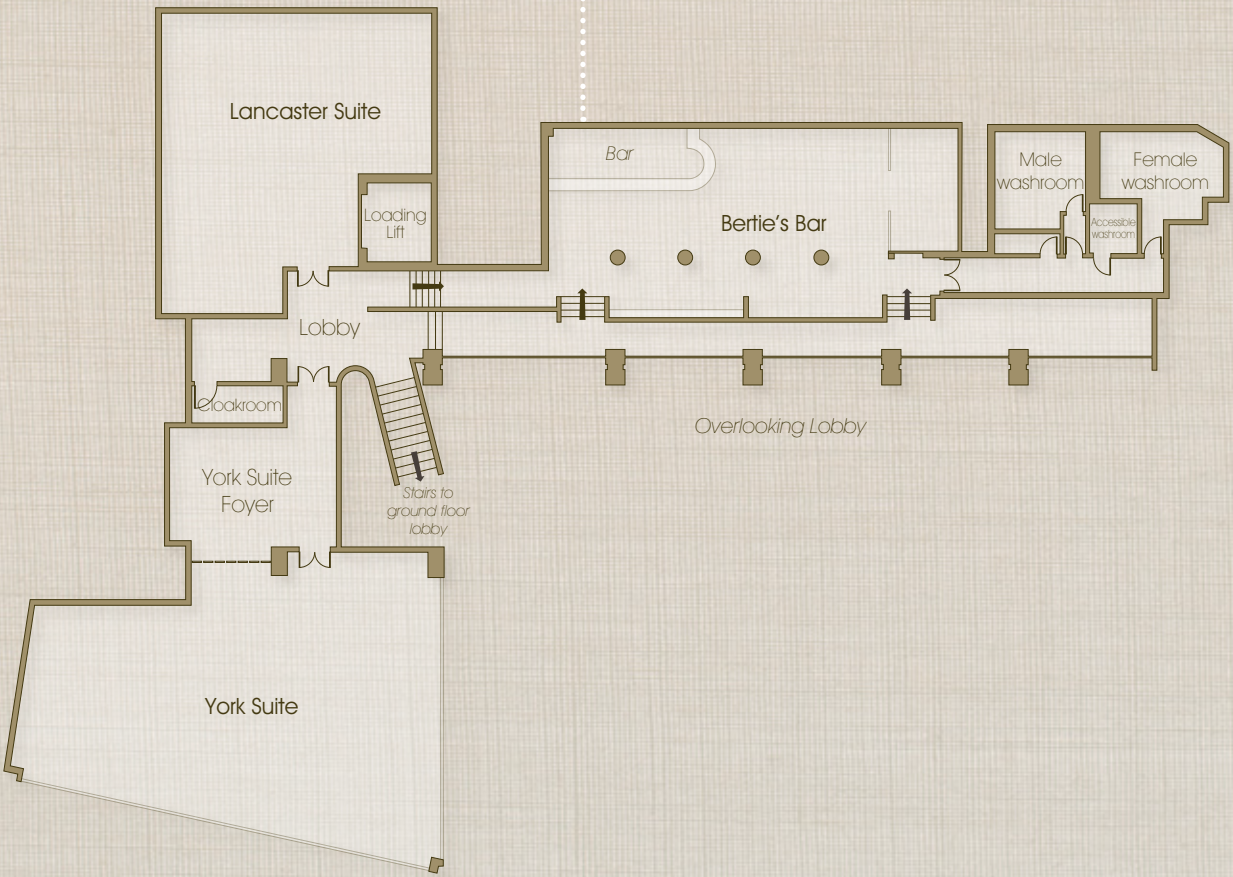 Lancaster Suite
Loading
Lift
Bar
Bertie's Bar
Male
washroom
Female
washroom
Accessible
washroom
Lobby
Cloakroom
Overlooking Lobby
York Suite
Foyer
Stairs to
ground floor
lobby
York Suite